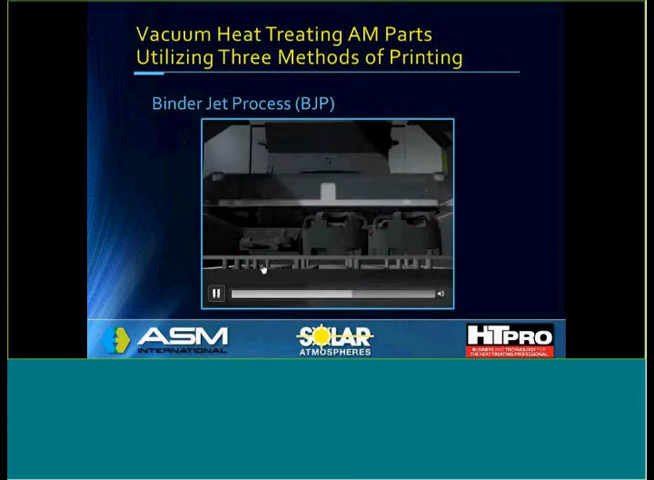 Vacuum Heat Treating AM Parts
Utilizing Three Methods of Printing
Binder Jet Process (BJP)
ASM
INTERNATIONAL
SOLAR
ATMOSPHERES
HTPRO
BUSINESS AND TECHNOLOGY FOR
THE HEAT TREATING PROFESSIONAL